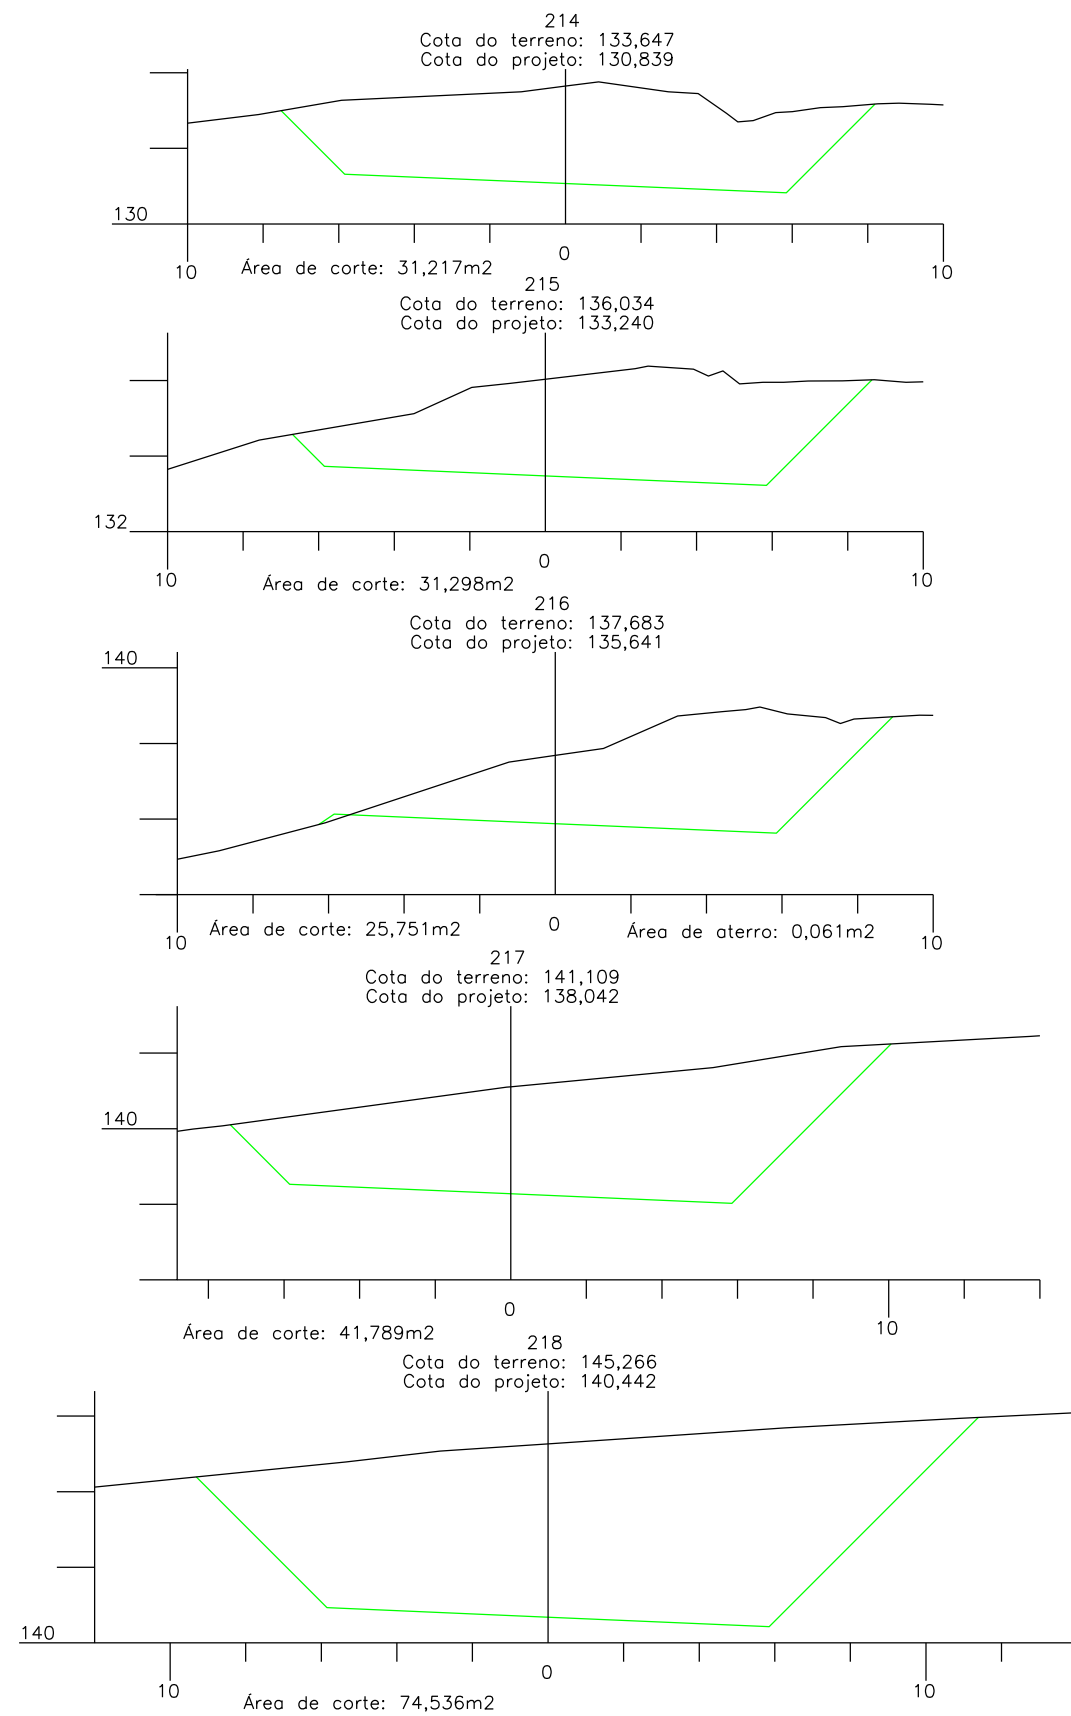 214
Cota do terreno: 133,647
Cota do projeto: 130,839
130
10
0
10
Área de corte: 31,217m2
215
Cota do terreno: 136,034
Cota do projeto: 133,240
132
10
0
10
Área de corte: 31,298m2
216
Cota do terreno: 137,683
Cota do projeto: 135,641
140
10
0
10
Área de corte: 25,751m2
Área de aterro: 0,061m2
217
Cota do terreno: 141,109
Cota do projeto: 138,042
140
0
10
Área de corte: 41,789m2
218
Cota do terreno: 145,266
Cota do projeto: 140,442
140
10
0
10
Área de corte: 74,536m2